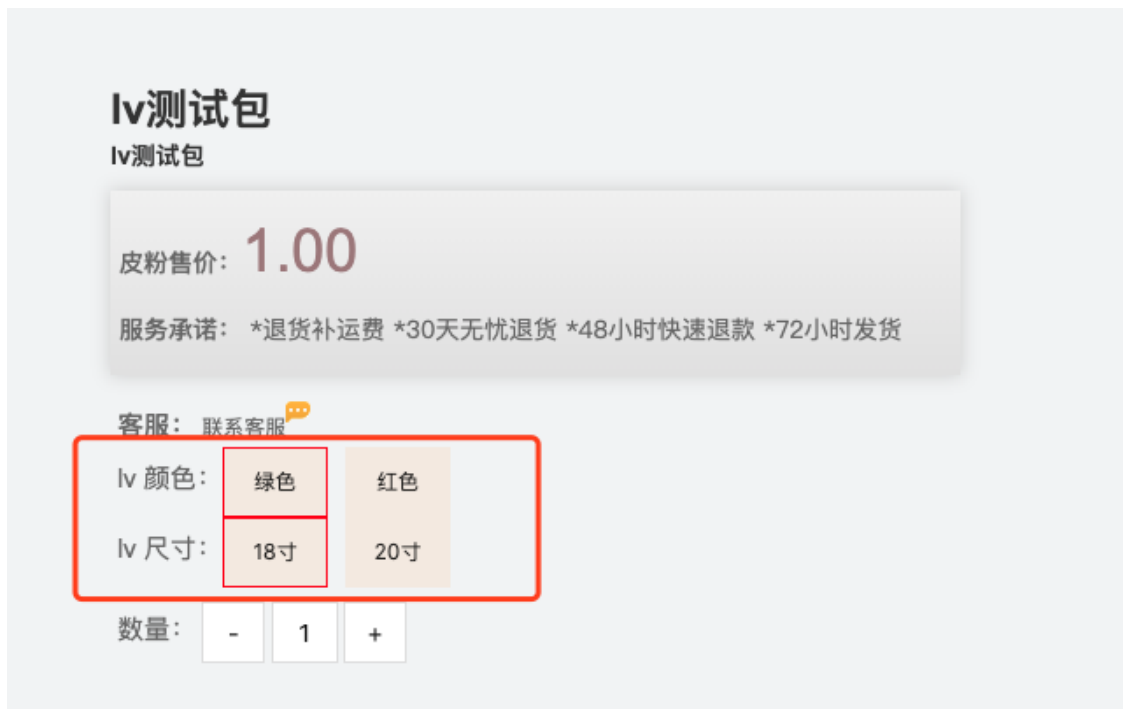 lv测试包
lv测试包
皮粉售价： 1.00
服务承诺： *退货补运费 *30天无忧退货 *48小时快速退款 *72小时发货
客服： 联系客服
lv 颜色： 绿色 红色
lv 尺寸： 18寸 20寸
数量： - 1 +